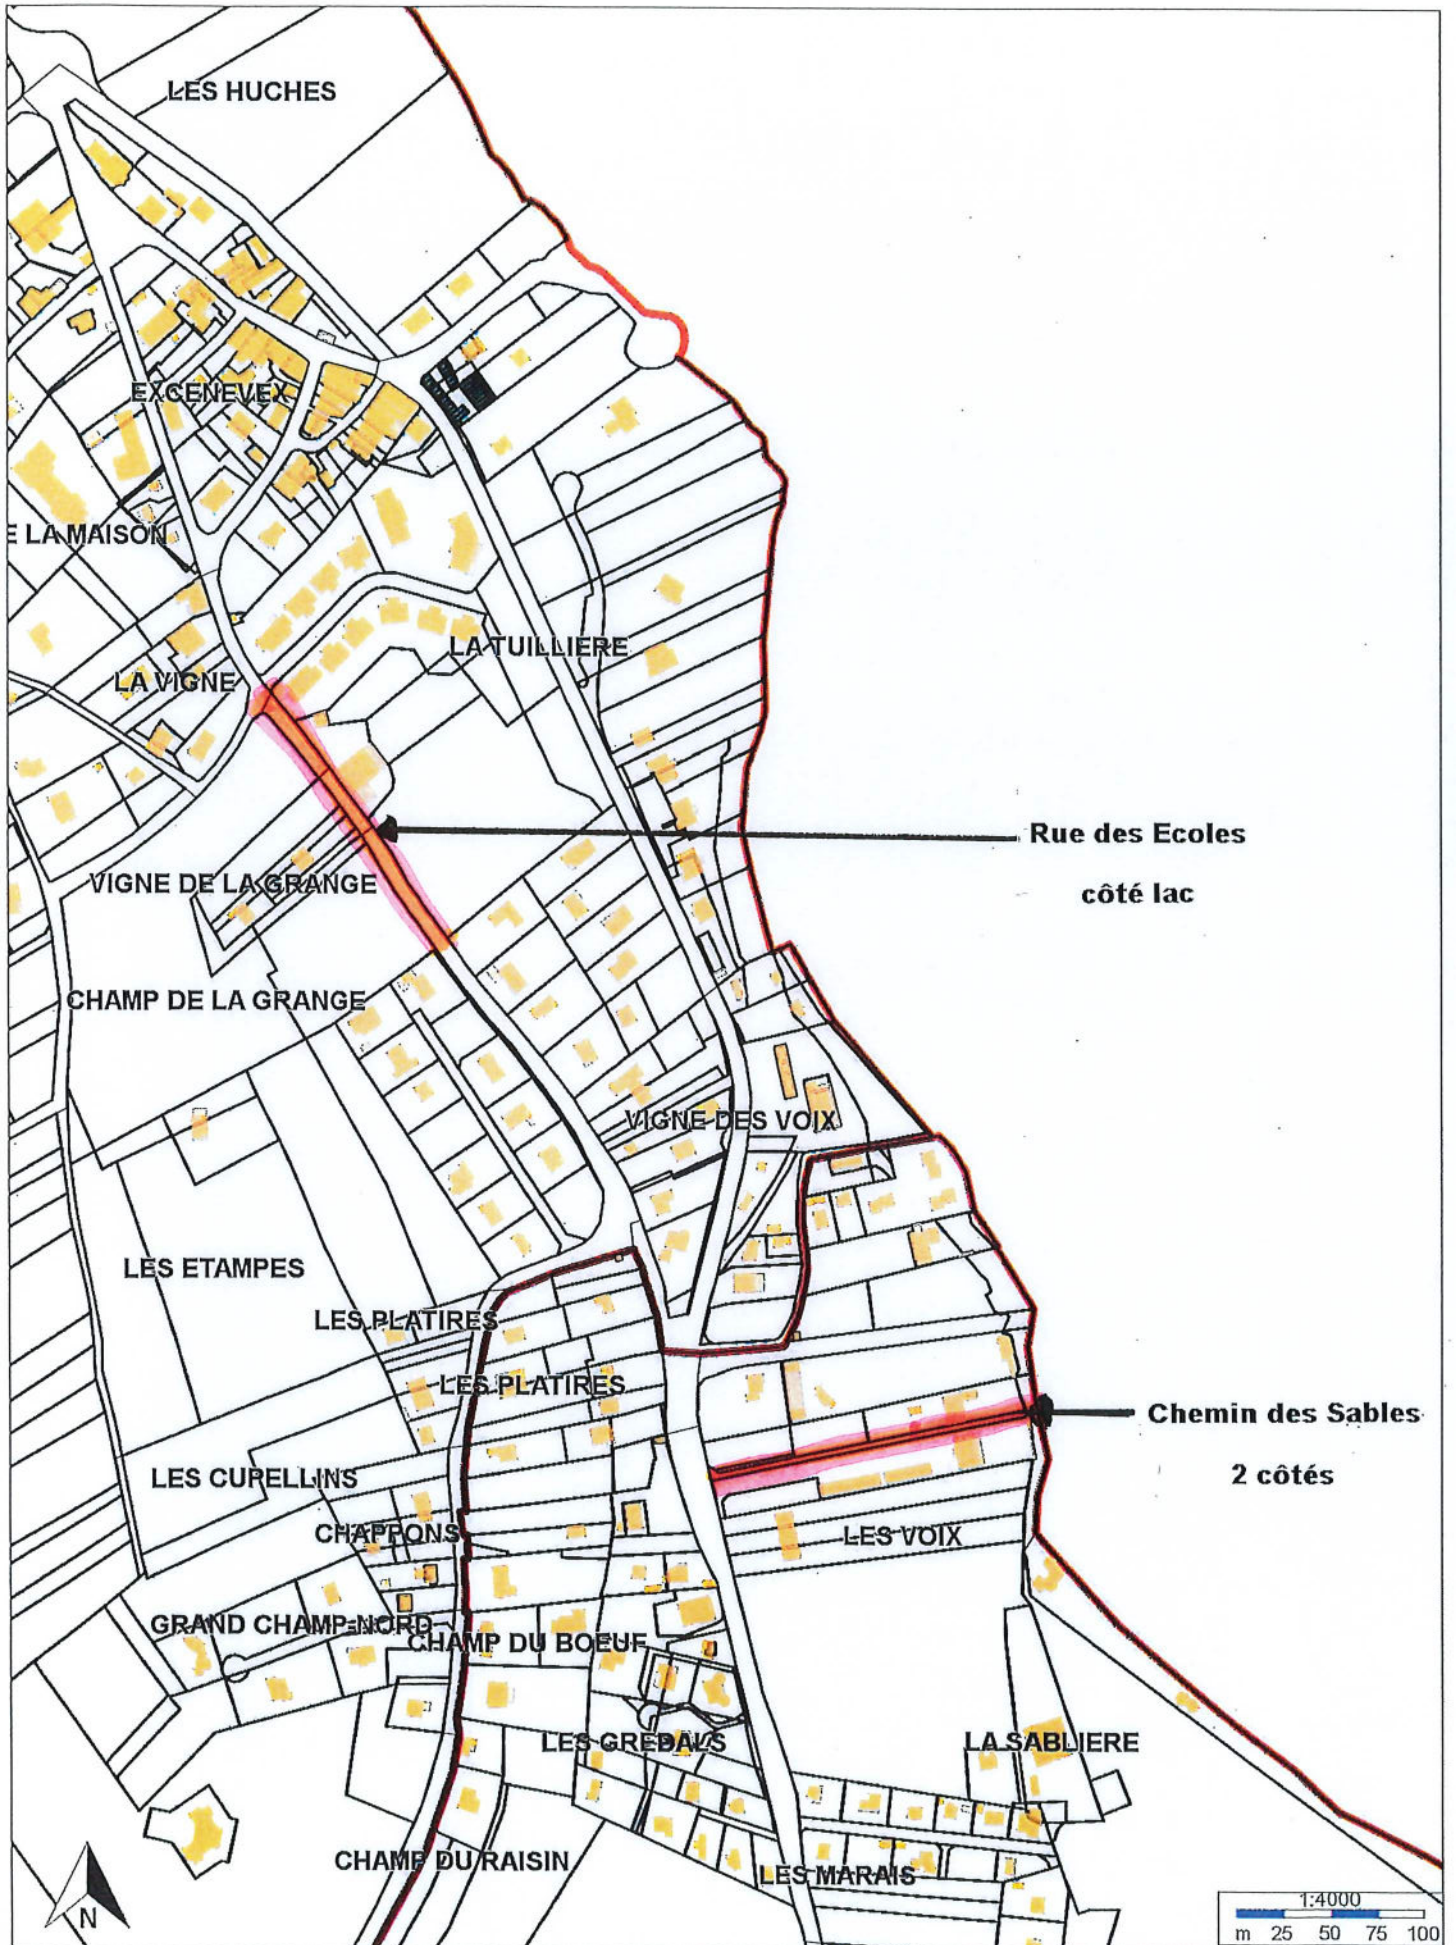 LES HUCHES
EXCENEVEX
E LA MAISON
LA TUILLIERE
LA VIGNE
Rue des Ecoles
côté lac
VIGNE DE LA GRANGE
CHAMP DE LA GRANGE
VIGNE DES VOIX
LES ETAMPES
LES PLATIRES
LES PLATIRES
Chemin des Sables
2 côtés
LES CUPELLINS
CHAPPONS
LES VOIX
GRAND CHAMP-NORD
CHAMP DU BOEUF
LES GREDALS
LA SABLIERE
CHAMP DU RAISIN
LES MARAIS
N
1:4000
m 25 50 75 100